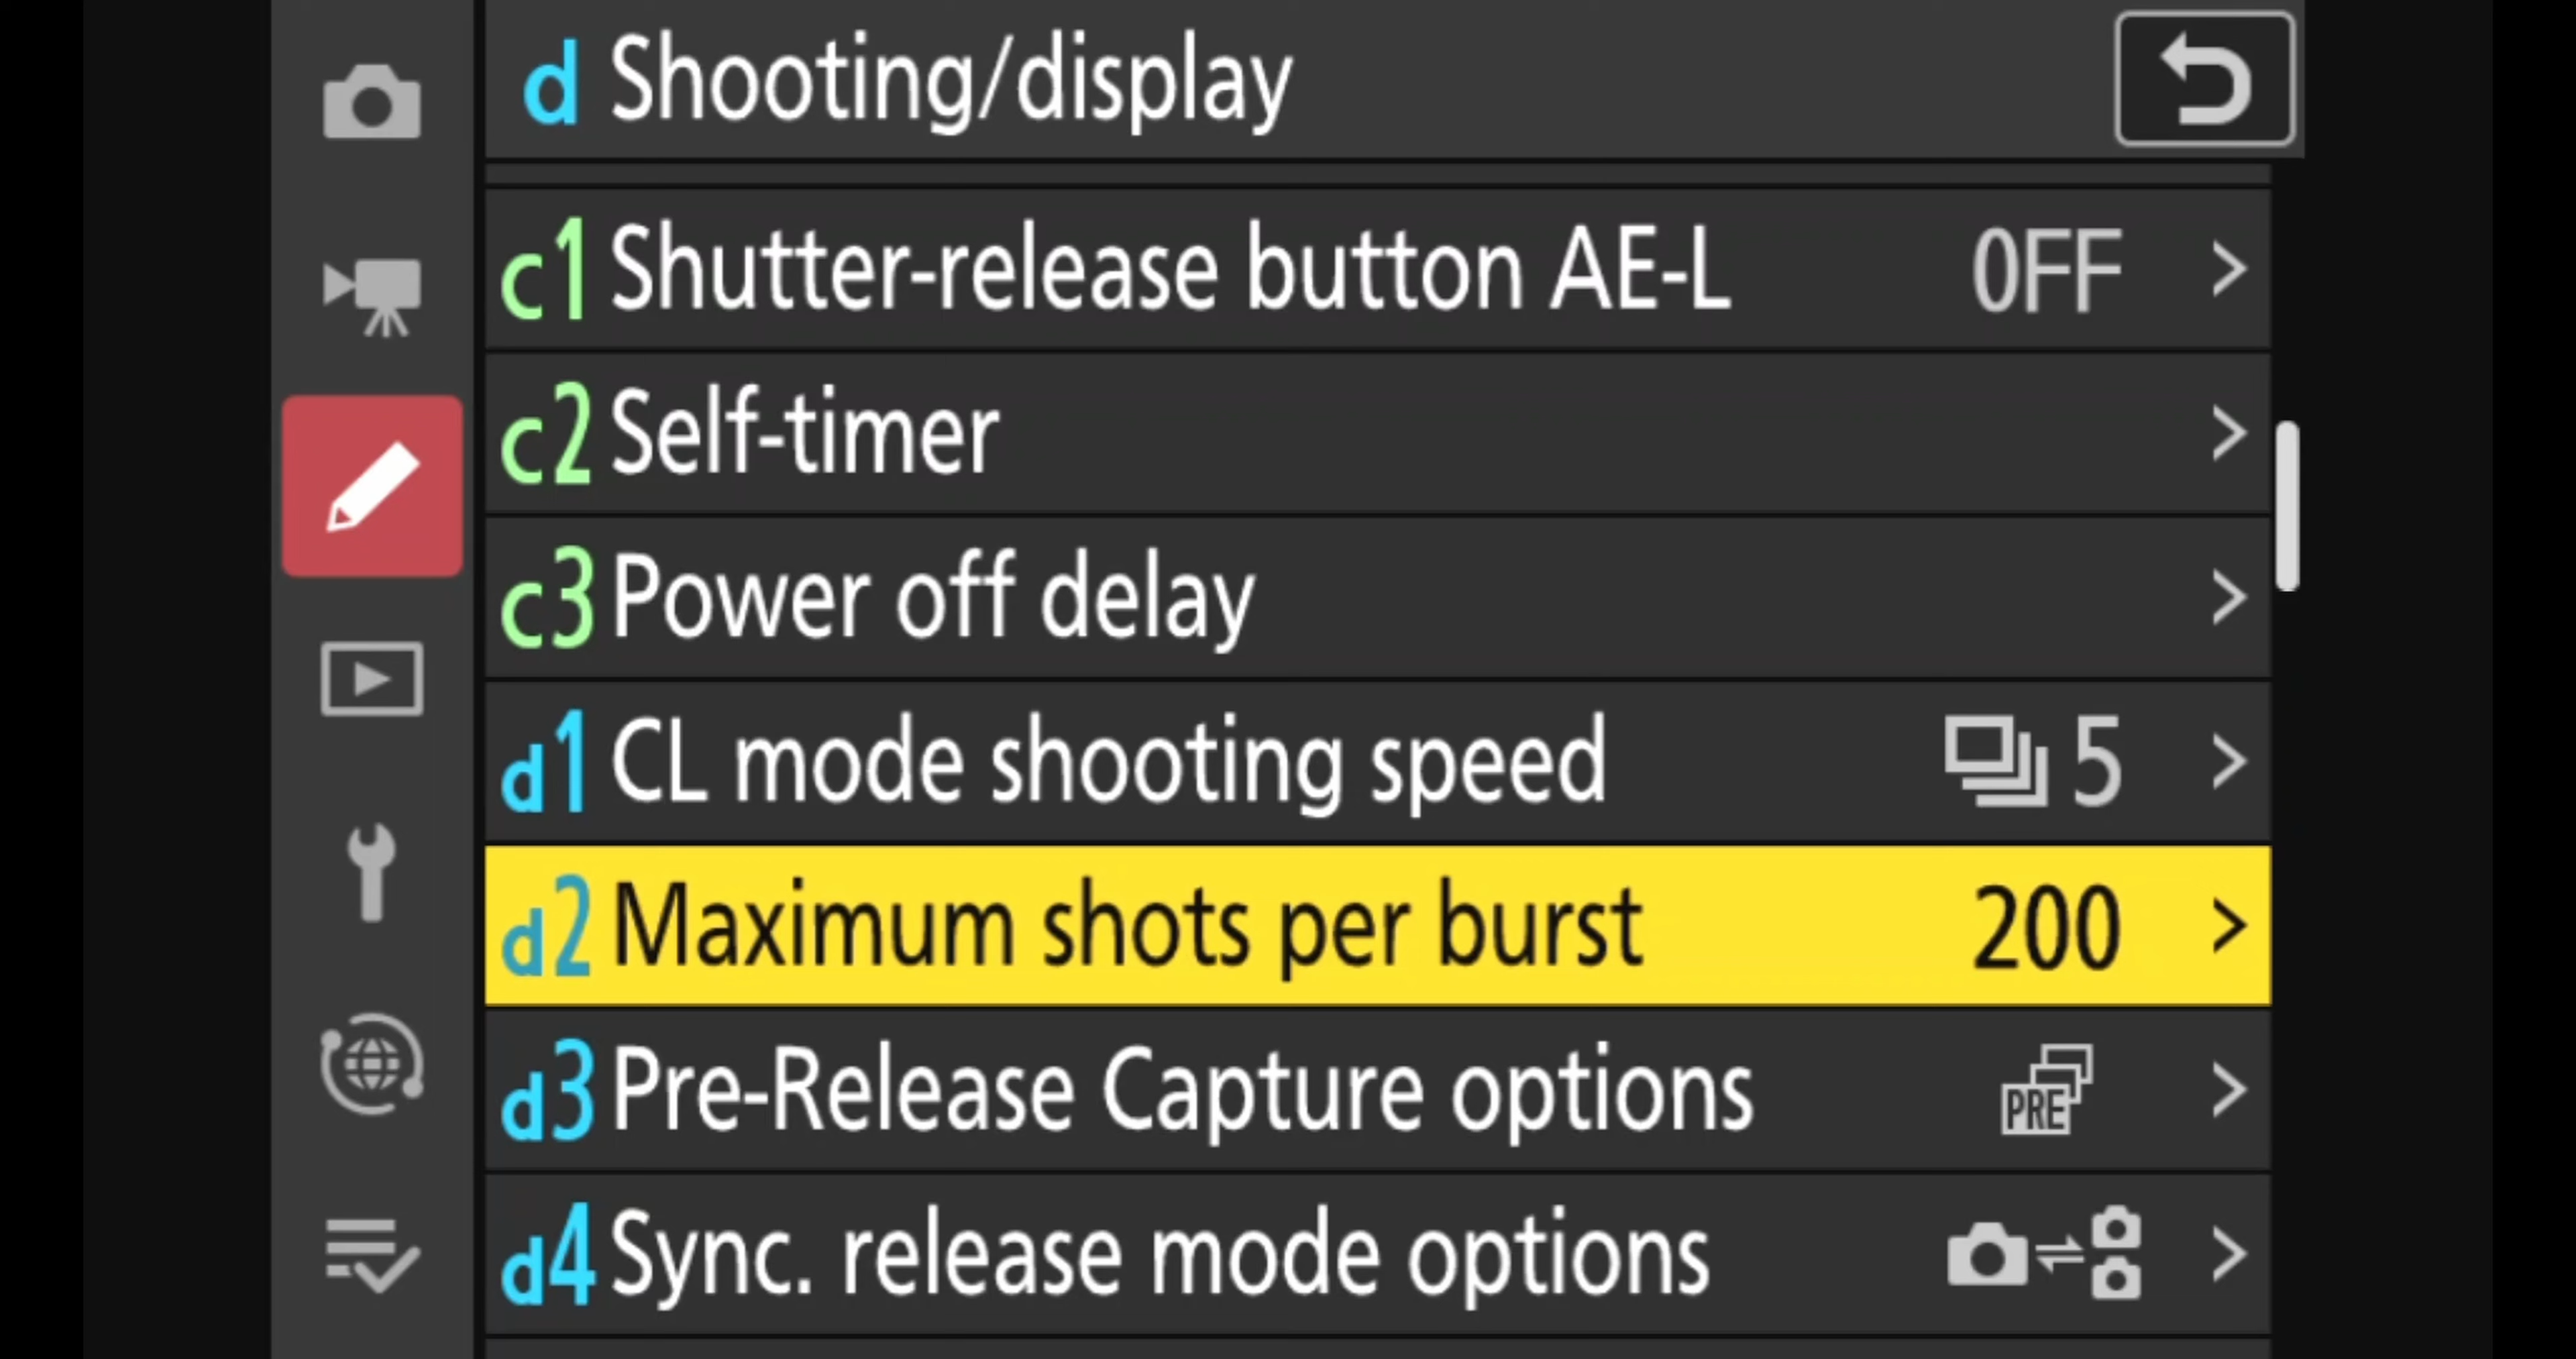 d Shooting/display
c1 Shutter-release button AE-L OFF >
c2 Self-timer >
c3 Power off delay >
d1 CL mode shooting speed 5 >
d2 Maximum shots per burst 200 >
d3 Pre-Release Capture options PRE >
d4 Sync. release mode options >